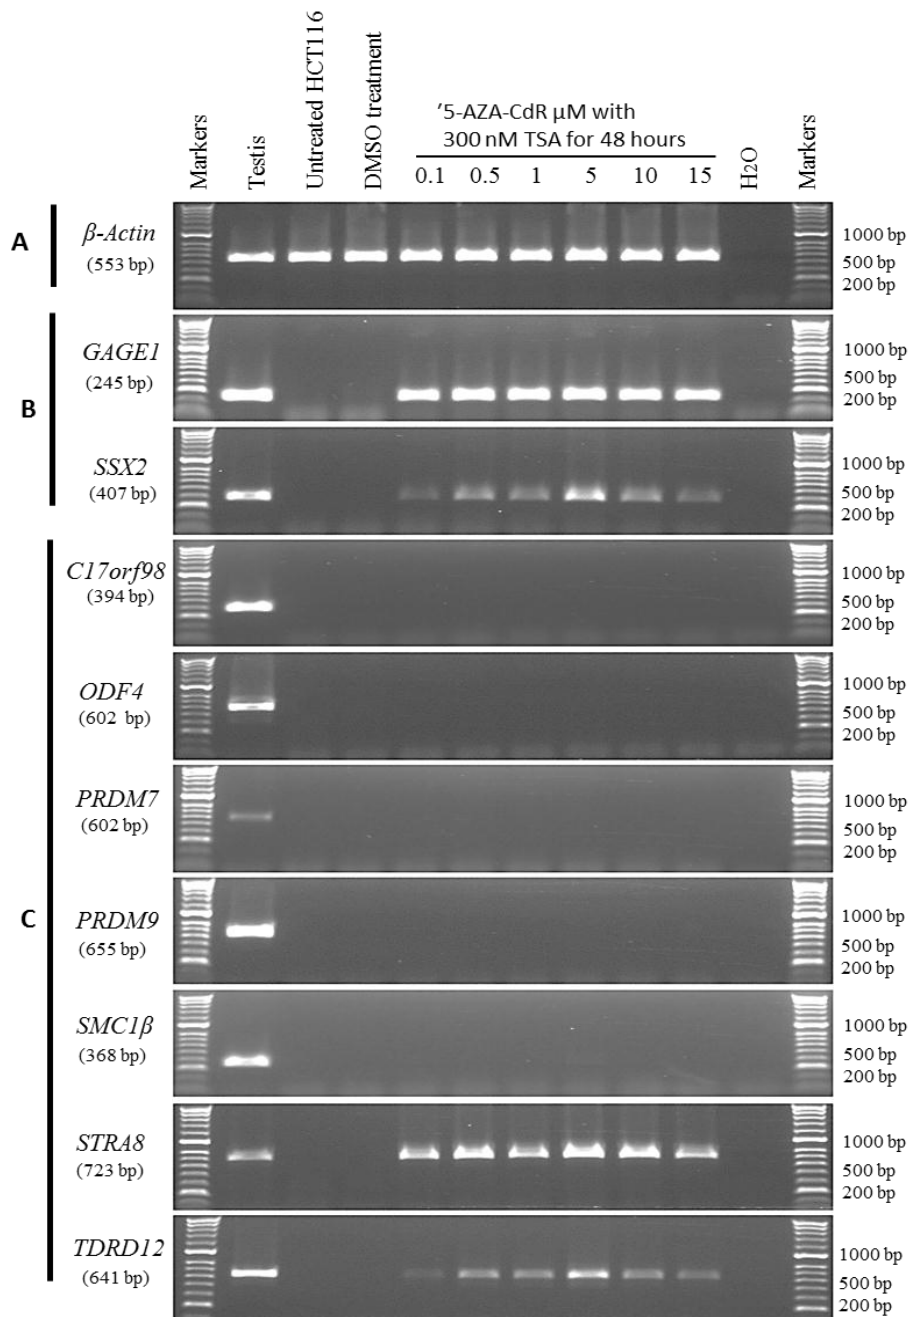 Markers
Testis
Untreated HCT116
DMSO treatment
’5-AZA-CdR µM with
300 nM TSA for 48 hours
0.1 0.5 1 5 10 15
H2O
Markers
A
β-Actin
(553 bp)
1000 bp
500 bp
200 bp
B
GAGE1
(245 bp)
1000 bp
500 bp
200 bp
SSX2
(407 bp)
1000 bp
500 bp
200 bp
C
C17orf98
(394 bp)
1000 bp
500 bp
200 bp
ODF4
(602 bp)
1000 bp
500 bp
200 bp
PRDM7
(602 bp)
1000 bp
500 bp
200 bp
PRDM9
(655 bp)
1000 bp
500 bp
200 bp
SMC1β
(368 bp)
1000 bp
500 bp
200 bp
STRA8
(723 bp)
1000 bp
500 bp
200 bp
TDRD12
(641 bp)
1000 bp
500 bp
200 bp